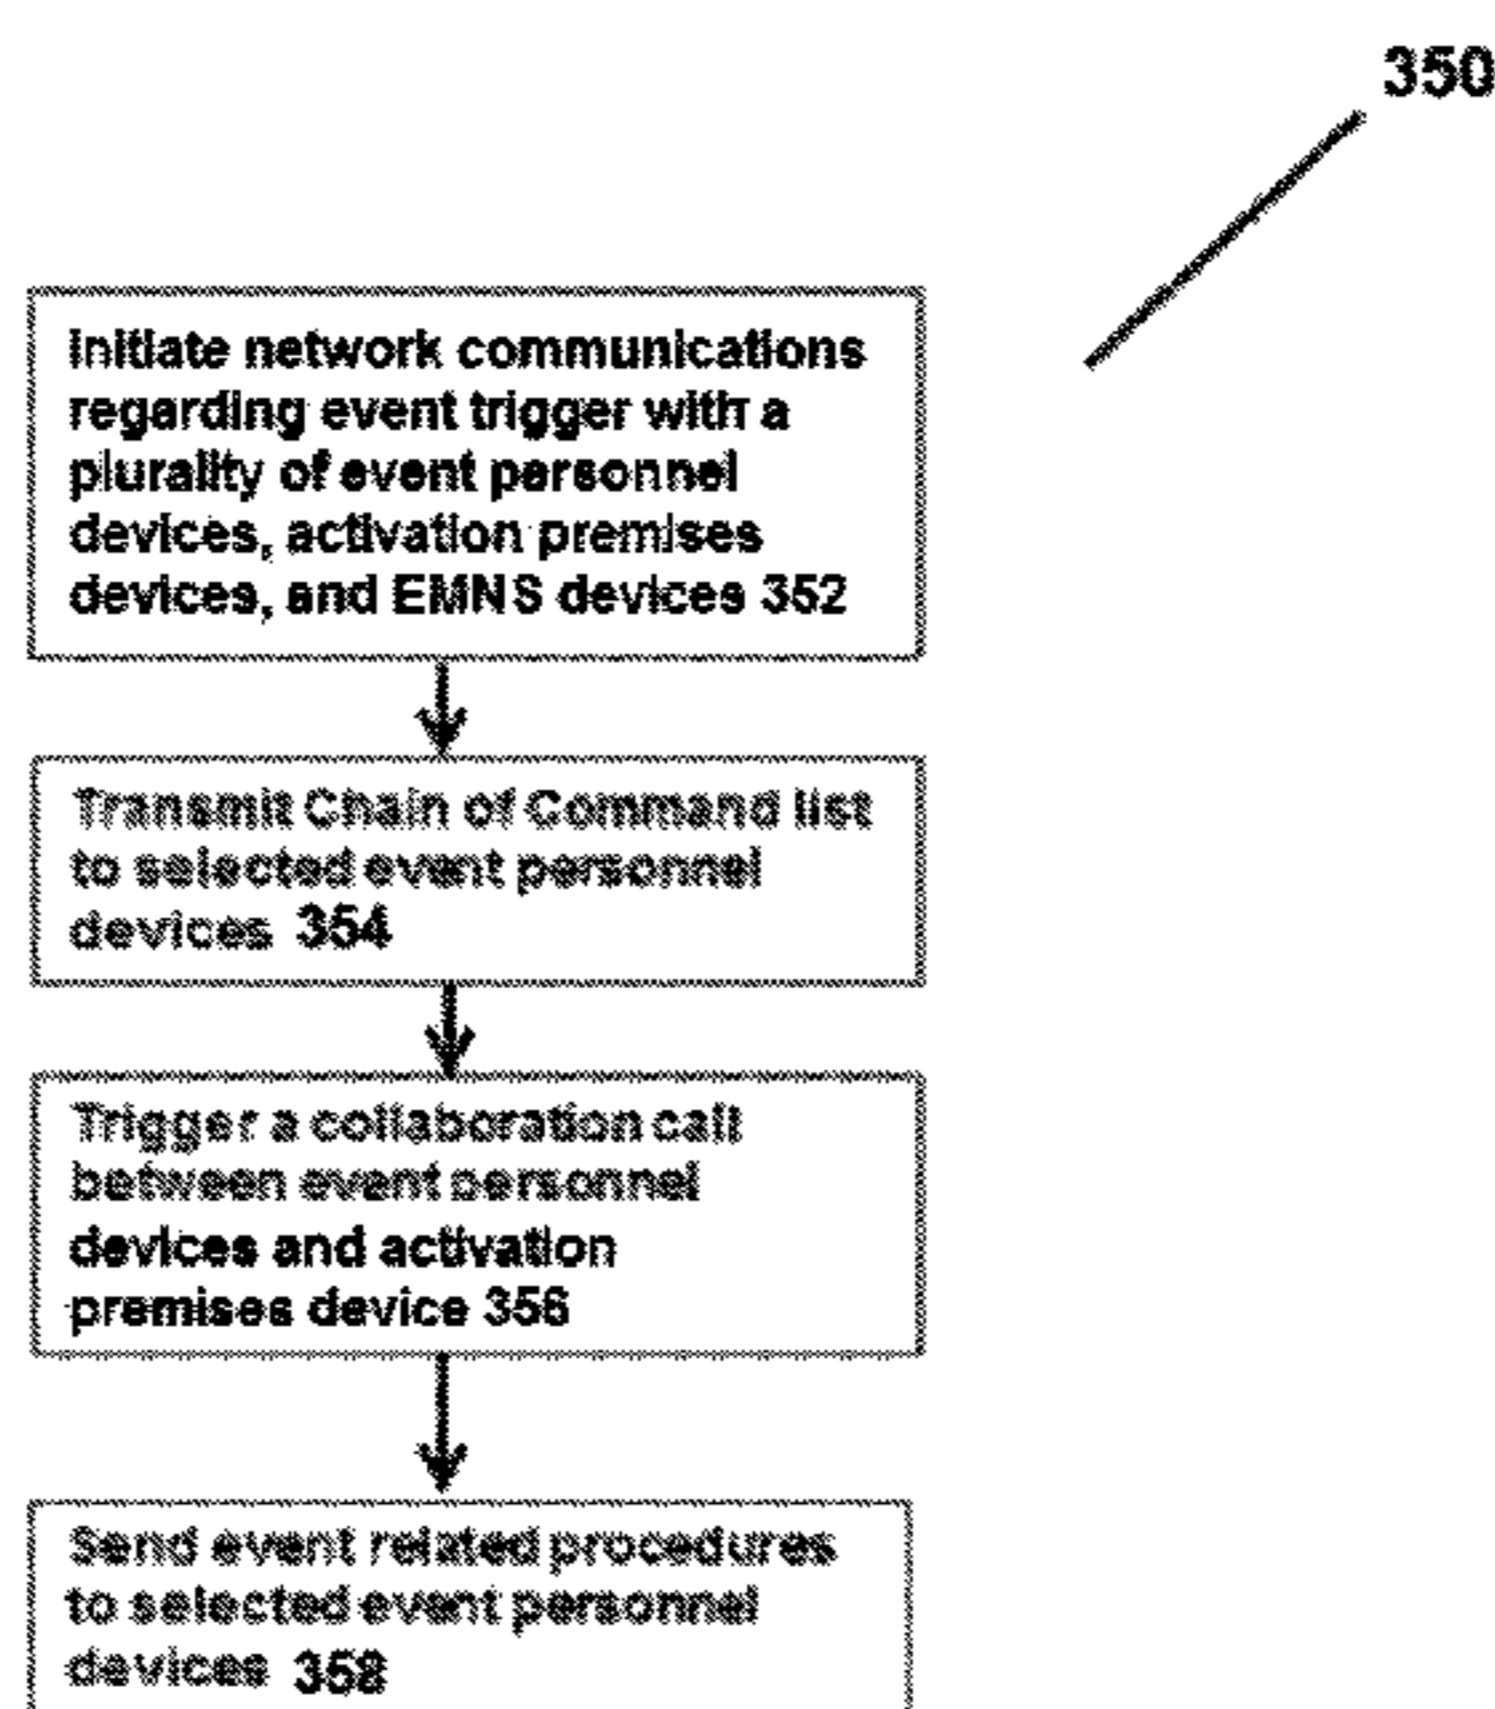 350
Initiate network communications
regarding event trigger with a
plurality of event personnel
devices, activation premises
devices, and EMNS devices 352
Transmit Chain of Command list
to selected event personnel
devices 354
Trigger a collaboration call
between event personnel
devices and activation
premises device 356
Send event related procedures
to selected event personnel
devices 358